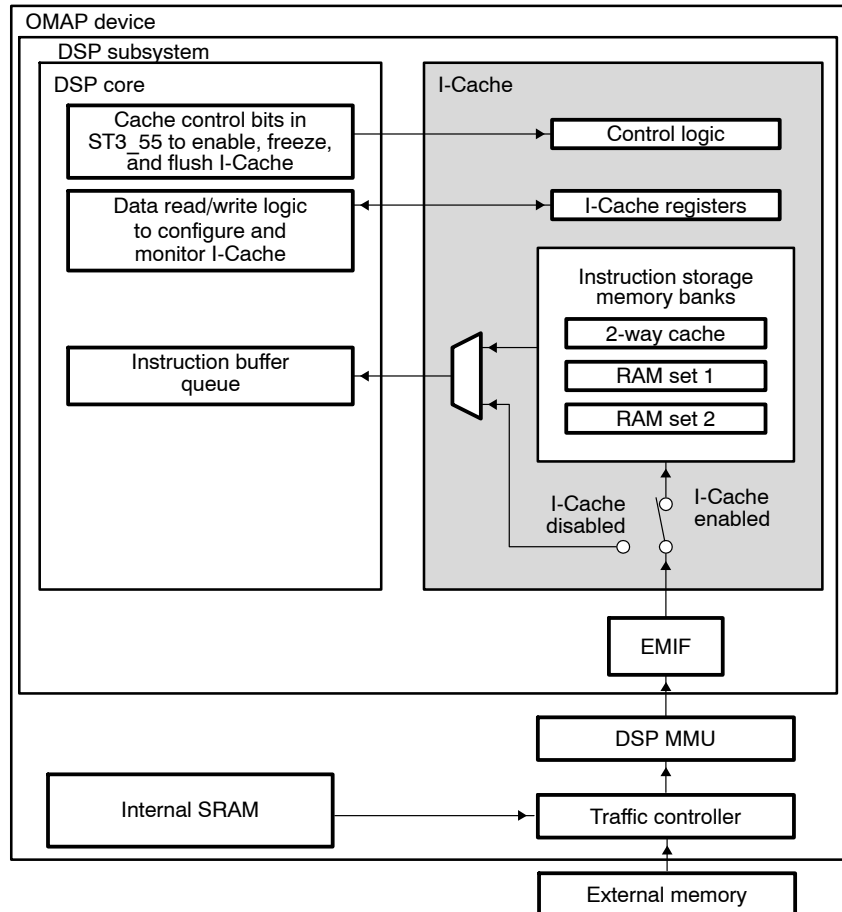 OMAP device
DSP subsystem
DSP core
Cache control bits in
ST3_55 to enable, freeze,
and flush I-Cache
Data read/write logic
to configure and
monitor I-Cache
Instruction buffer
queue
I-Cache
Control logic
I-Cache registers
Instruction storage
memory banks
2-way cache
RAM set 1
RAM set 2
I-Cache
disabled
I-Cache
enabled
EMIF
DSP MMU
Internal SRAM
Traffic controller
External memory